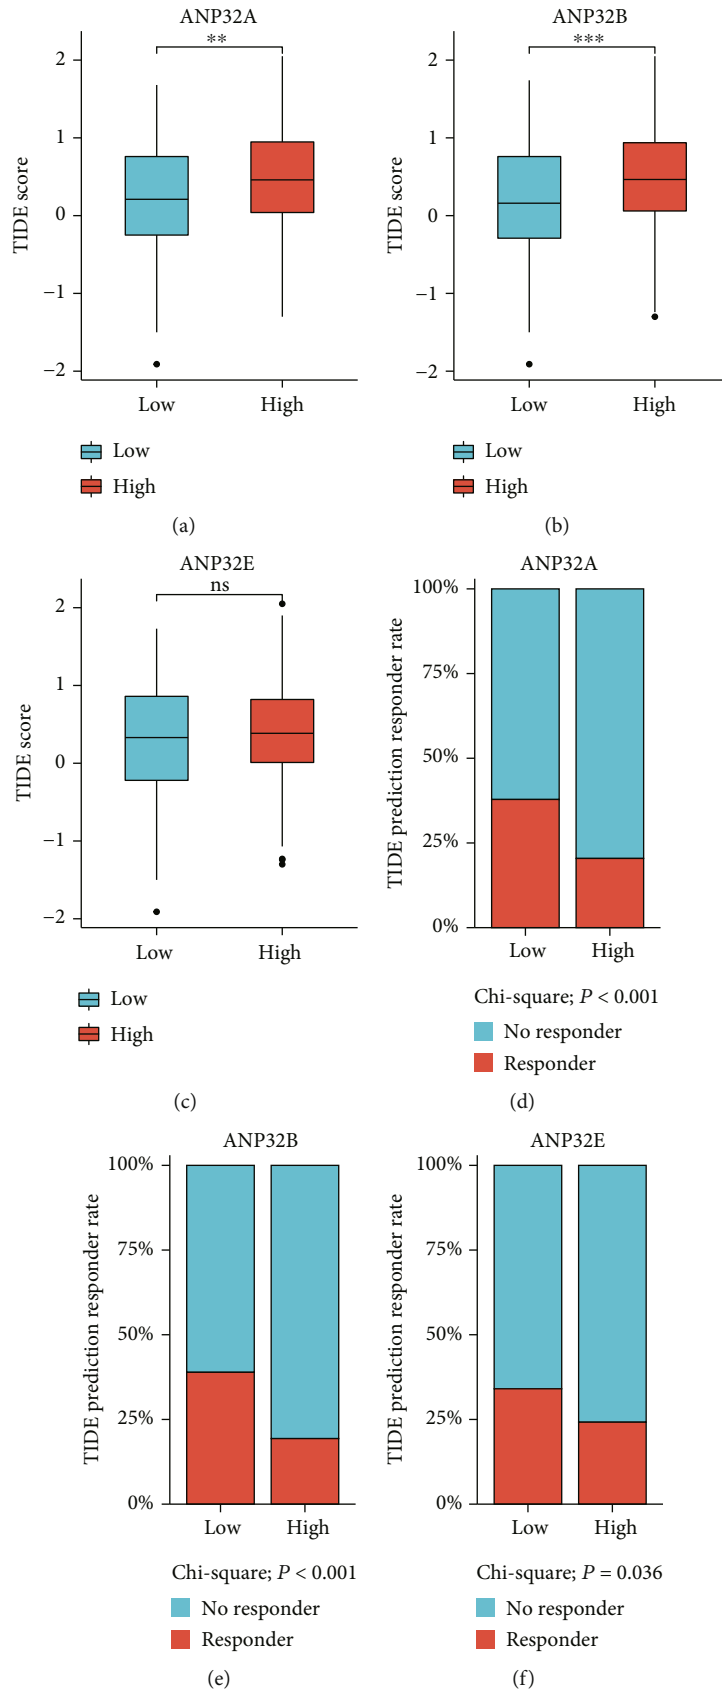 ANP32A
**
TIDE score
2
1
0
−1
−2
Low
High
Low
High
(a)
ANP32B
***
TIDE score
2
1
0
−1
−2
Low
High
Low
High
(b)
ANP32E
ns
TIDE score
2
1
0
−1
−2
Low
High
Low
High
(c)
ANP32A
TIDE prediction responder rate
100%
75%
50%
25%
0%
Low
High
Chi-square; P < 0.001
No responder
Responder
(d)
ANP32B
TIDE prediction responder rate
100%
75%
50%
25%
0%
Low
High
Chi-square; P < 0.001
No responder
Responder
(e)
ANP32E
TIDE prediction responder rate
100%
75%
50%
25%
0%
Low
High
Chi-square; P = 0.036
No responder
Responder
(f)